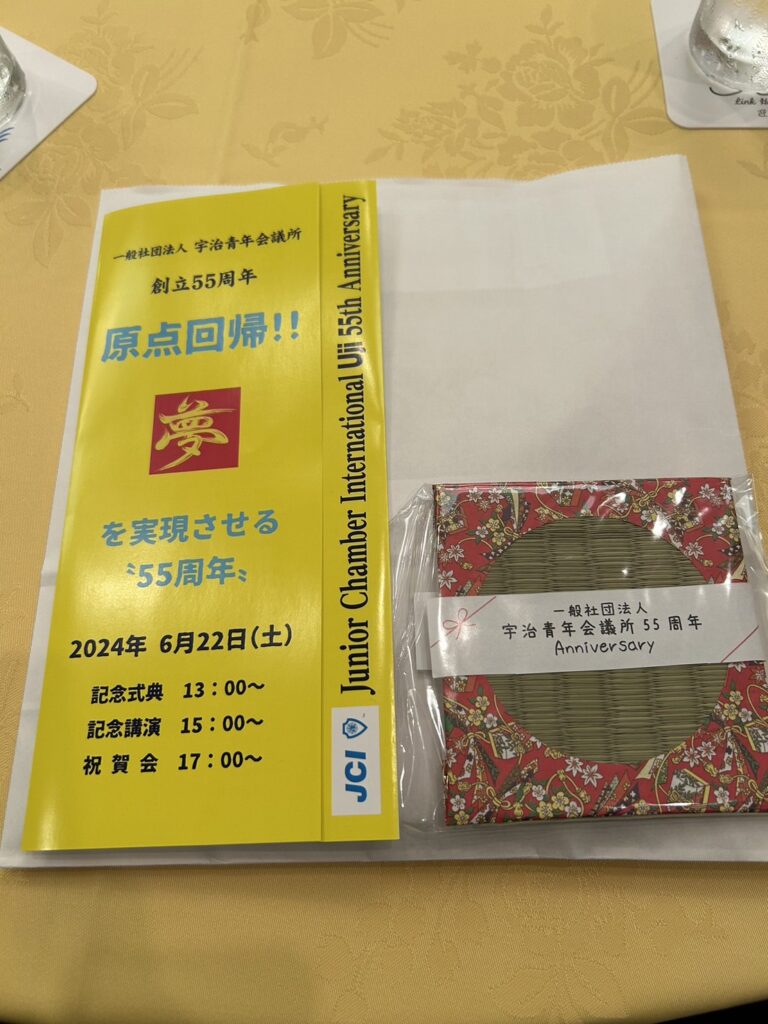 一般社団法人 宇治青年会議所
創立55周年
原点回帰!!
夢
を実現させる
〝55周年〟
2024年 6月22日(土)
記念式典 13:00〜
記念講演 15:00〜
祝賀会 17:00〜
Junior Chamber International Uji 55th Anniversary
JCI
一般社団法人
宇治青年会議所 55 周年
Anniversary